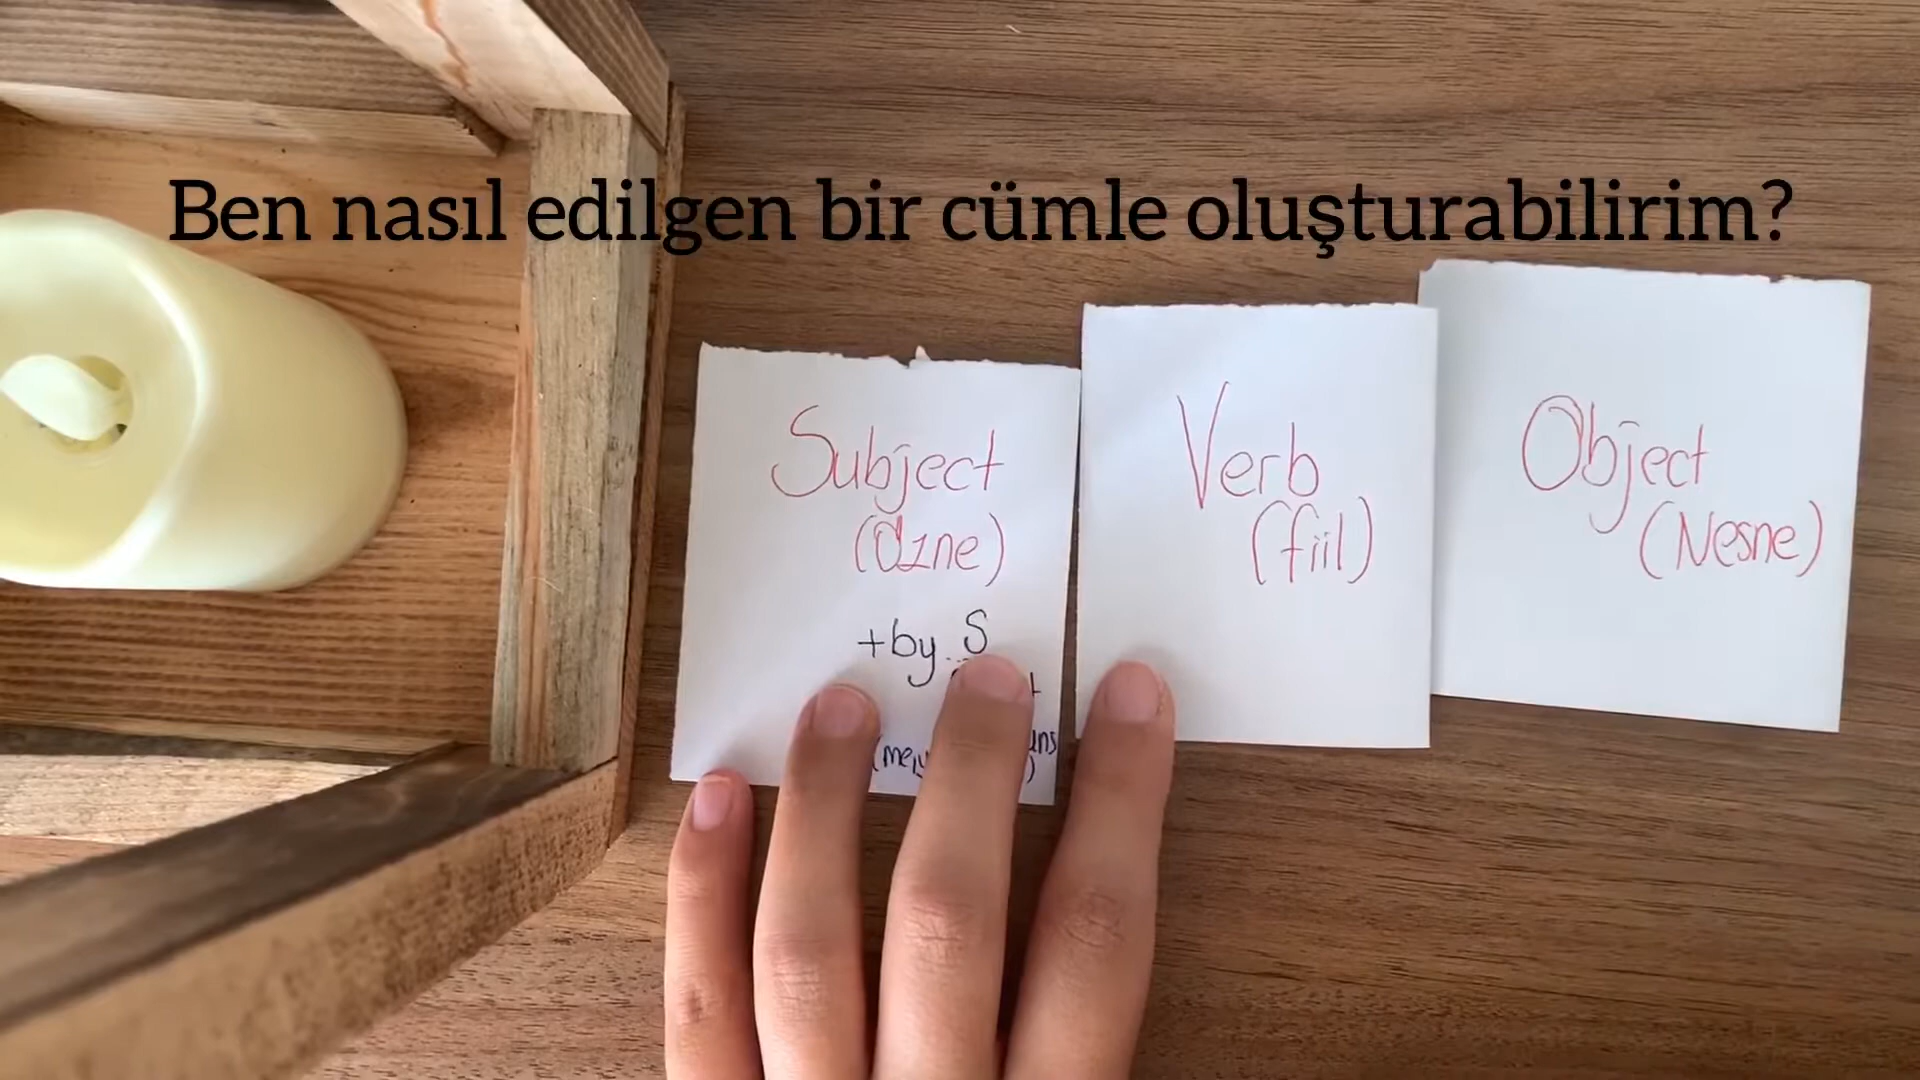 Ben nasıl edilgen bir cümle oluşturabilirim?
Subject
(Özne)
+by S
Verb
(fiil)
Object
(Nesne)